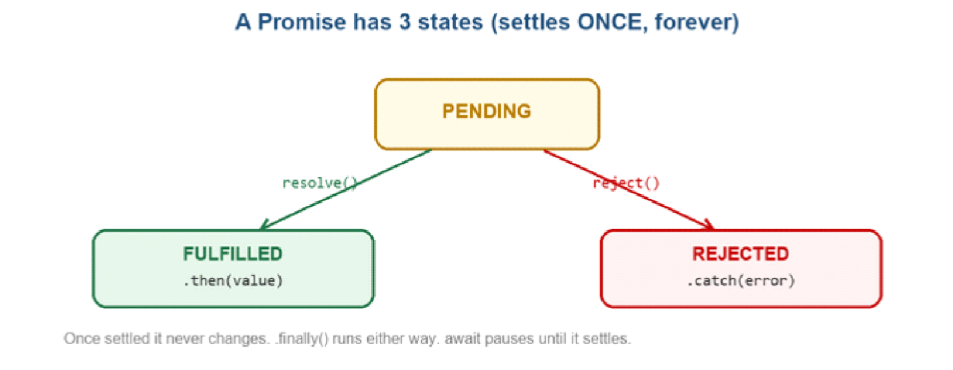 A Promise has 3 states (settles ONCE, forever)
PENDING
resolve()
reject()
FULFILLED
.then(value)
REJECTED
.catch(error)
Once settled it never changes. .finally() runs either way. await pauses until it settles.